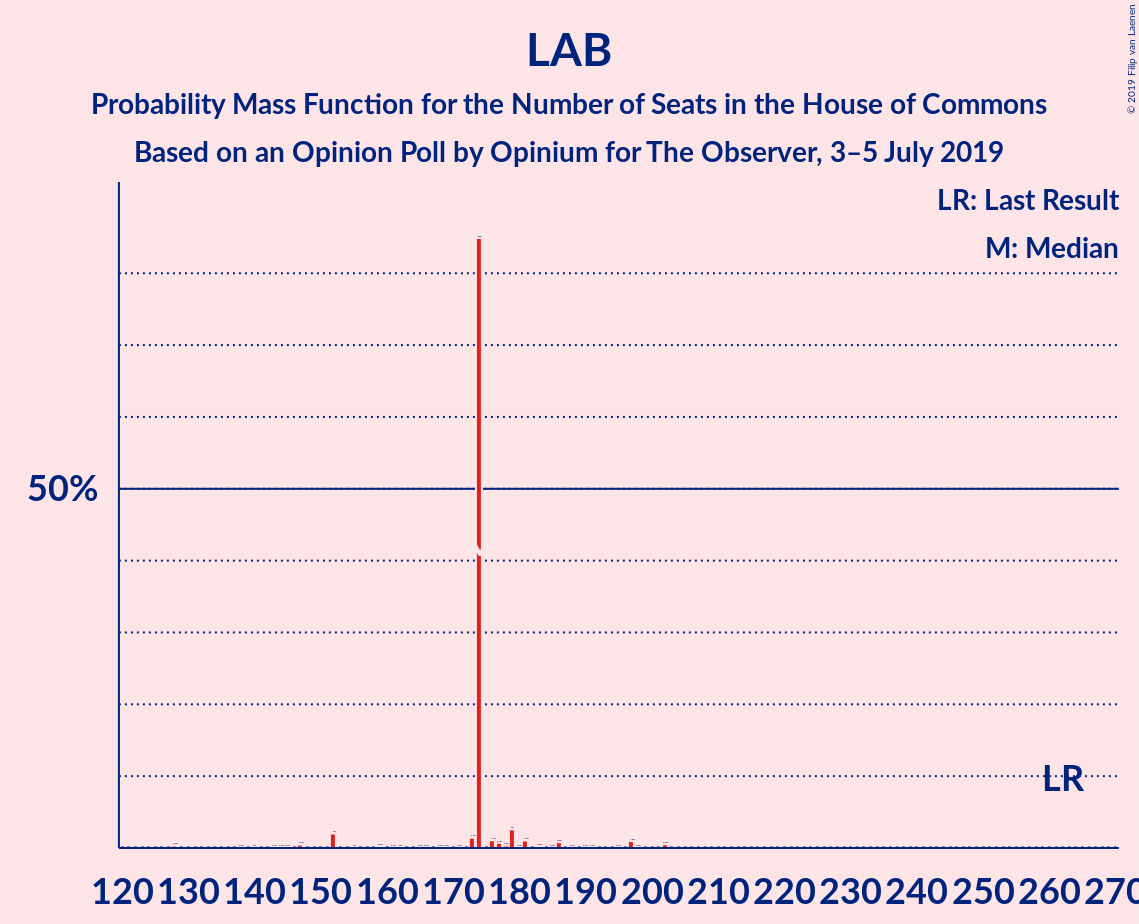 LAB
Probability Mass Function for the Number of Seats in the House of Commons
Based on an Opinion Poll by Opinium for The Observer, 3–5 July 2019
© 2019 Filip van Laenen
LR: Last Result
M: Median
50%
LR
120 130 140 150 160 170 180 190 200 210 220 230 240 250 260 270